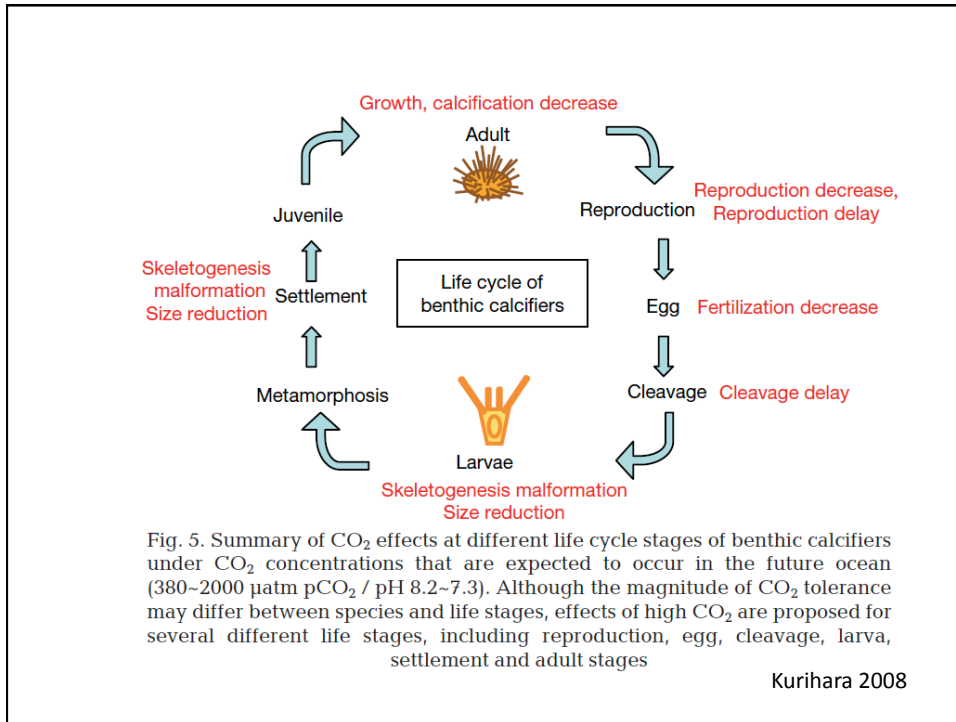 Growth, calcification decrease
Adult
Reproduction
Reproduction decrease,
Reproduction delay
Juvenile
Skeletogenesis
malformation
Size reduction
Settlement
Life cycle of
benthic calcifiers
Egg
Fertilization decrease
Metamorphosis
Cleavage
Cleavage delay
Larvae
Skeletogenesis malformation
Size reduction
Fig. 5. Summary of CO₂ effects at different life cycle stages of benthic calcifiers
under CO₂ concentrations that are expected to occur in the future ocean
(380~2000 µatm pCO₂ / pH 8.2~7.3). Although the magnitude of CO₂ tolerance
may differ between species and life stages, effects of high CO₂ are proposed for
several different life stages, including reproduction, egg, cleavage, larva,
settlement and adult stages
Kurihara 2008